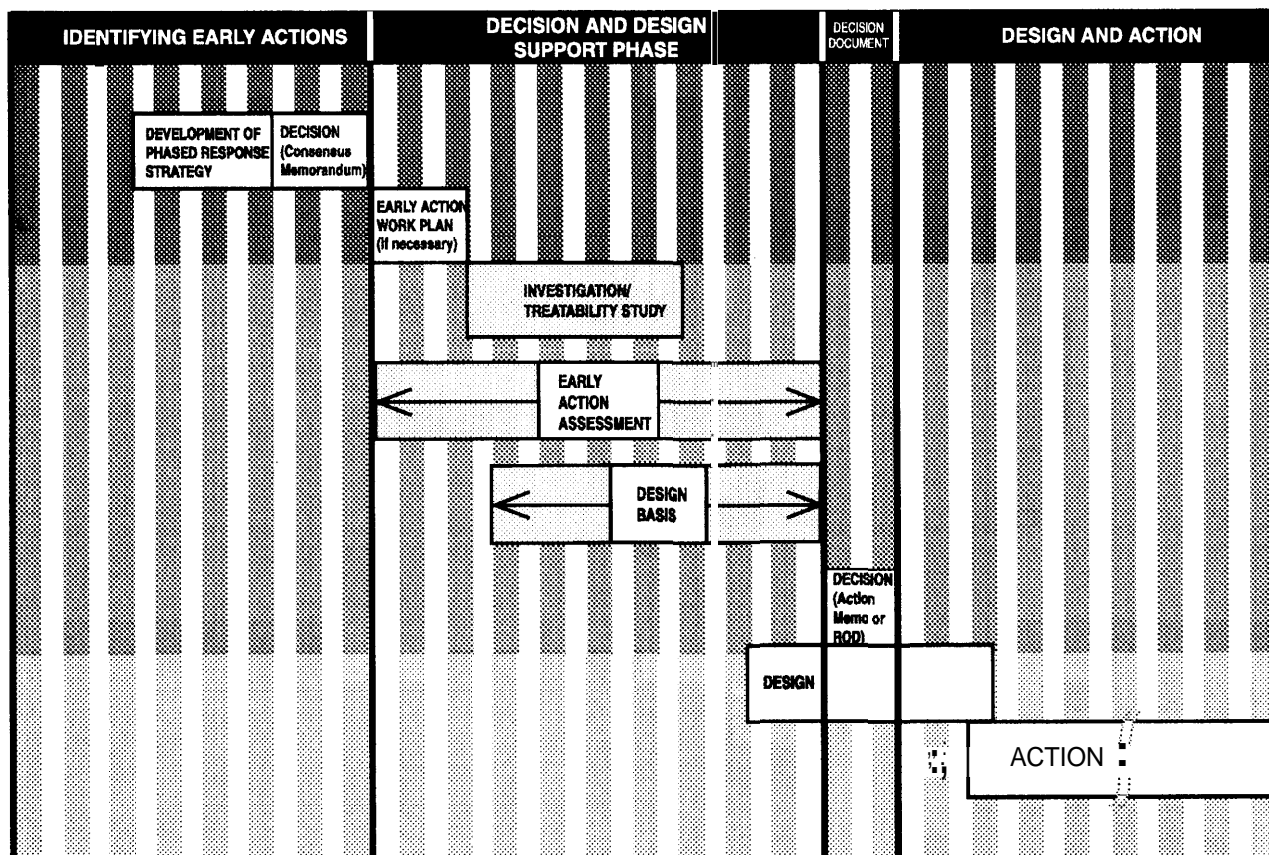 IDENTIFYING EARLY ACTIONS
DECISION AND DESIGN
SUPPORT PHASE
DECISION
DOCUMENT
DESIGN AND ACTION
DEVELOPMENT OF
PHASED RESPONSE
STRATEGY
DECISION
(Consensus
Memorandum)
EARLY ACTION
WORK PLAN
(if necessary)
INVESTIGATION/
TREATABILITY STUDY
EARLY
ACTION
ASSESSMENT
DESIGN
BASIS
DECISION
(Action
Memo or
ROD)
DESIGN
ACTION